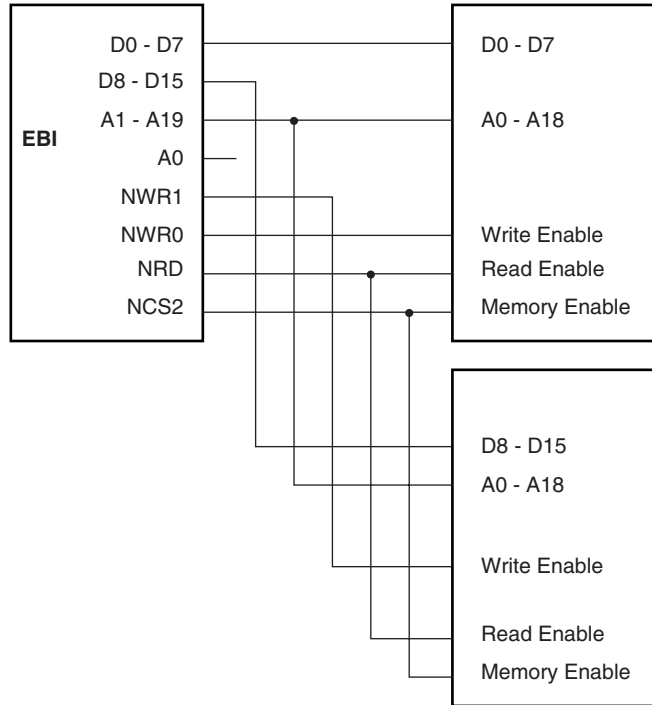 D0 - D7 D0 - D7
D8 - D15
A1 - A19 A0 - A18
EBI
A0
NWR1
NWR0 Write Enable
NRD Read Enable
NCS2 Memory Enable
D8 - D15
A0 - A18
Write Enable
Read Enable
Memory Enable